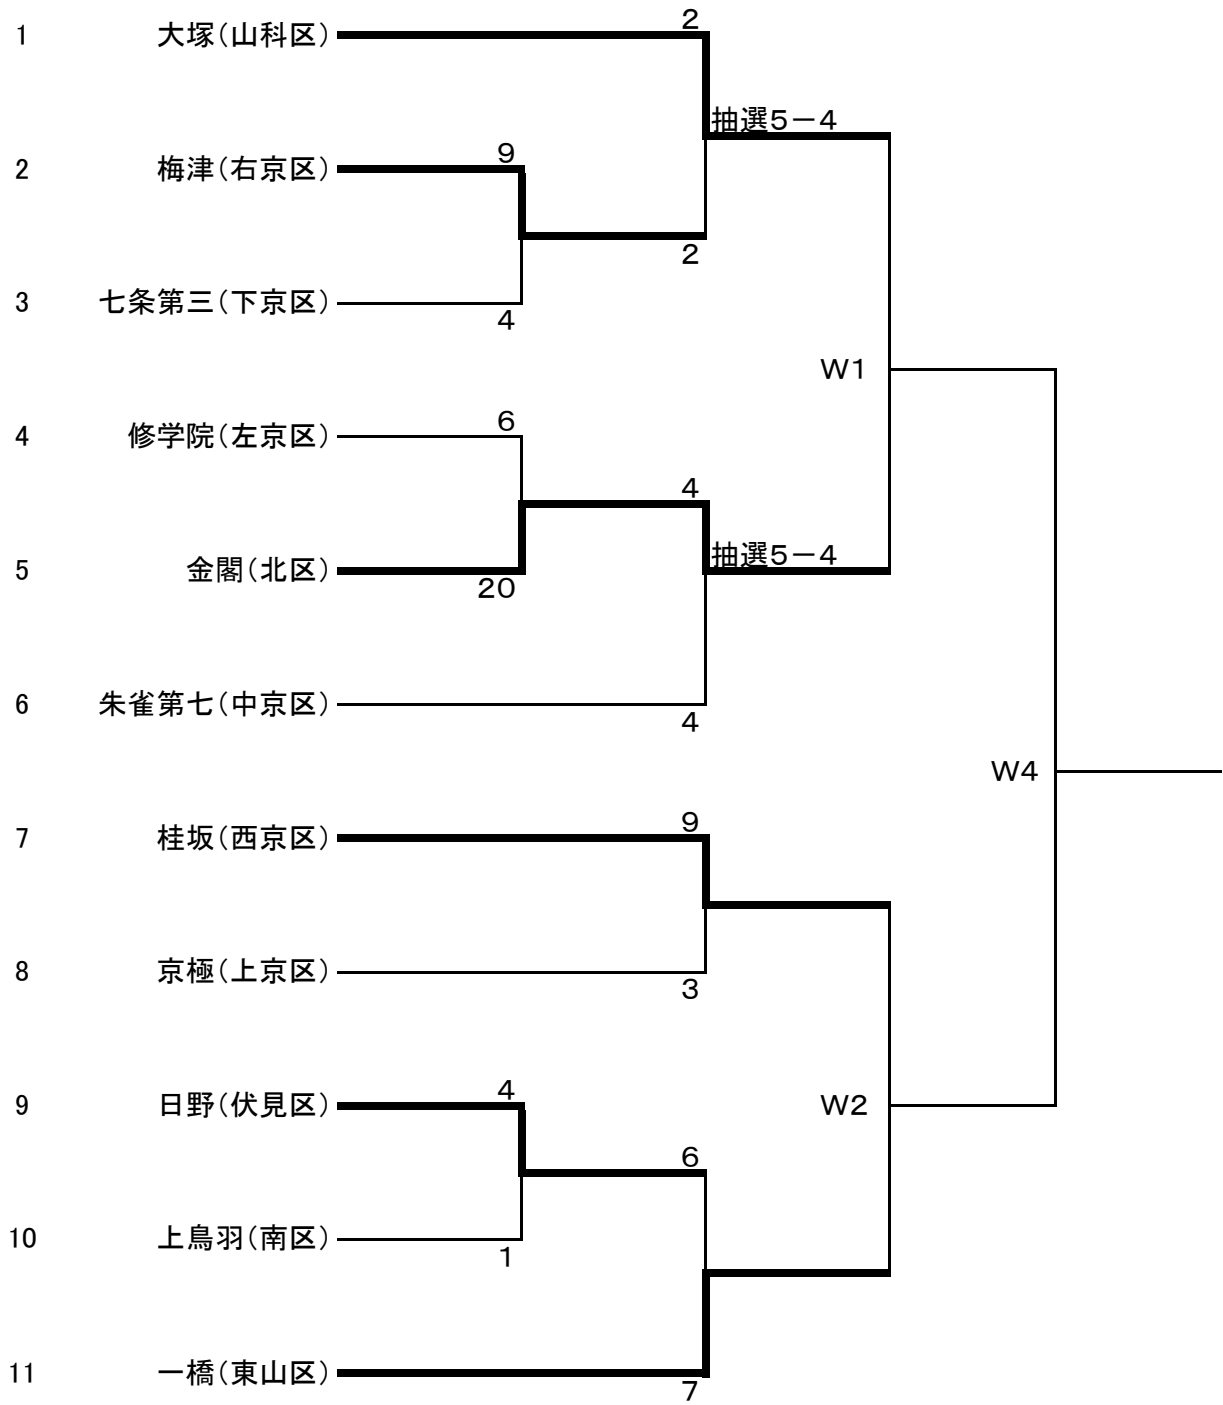 2
1 大塚(山科区)
抽選5-4
9
2 梅津(右京区)
2
3 七条第三(下京区)
4
W1
6
4 修学院(左京区)
4
抽選5-4
5 金閣(北区)
20
6 朱雀第七(中京区)
4
W4
9
7 桂坂(西京区)
8 京極(上京区)
3
4
9 日野(伏見区)
W2
6
10 上鳥羽(南区)
1
11 一橋(東山区)
7